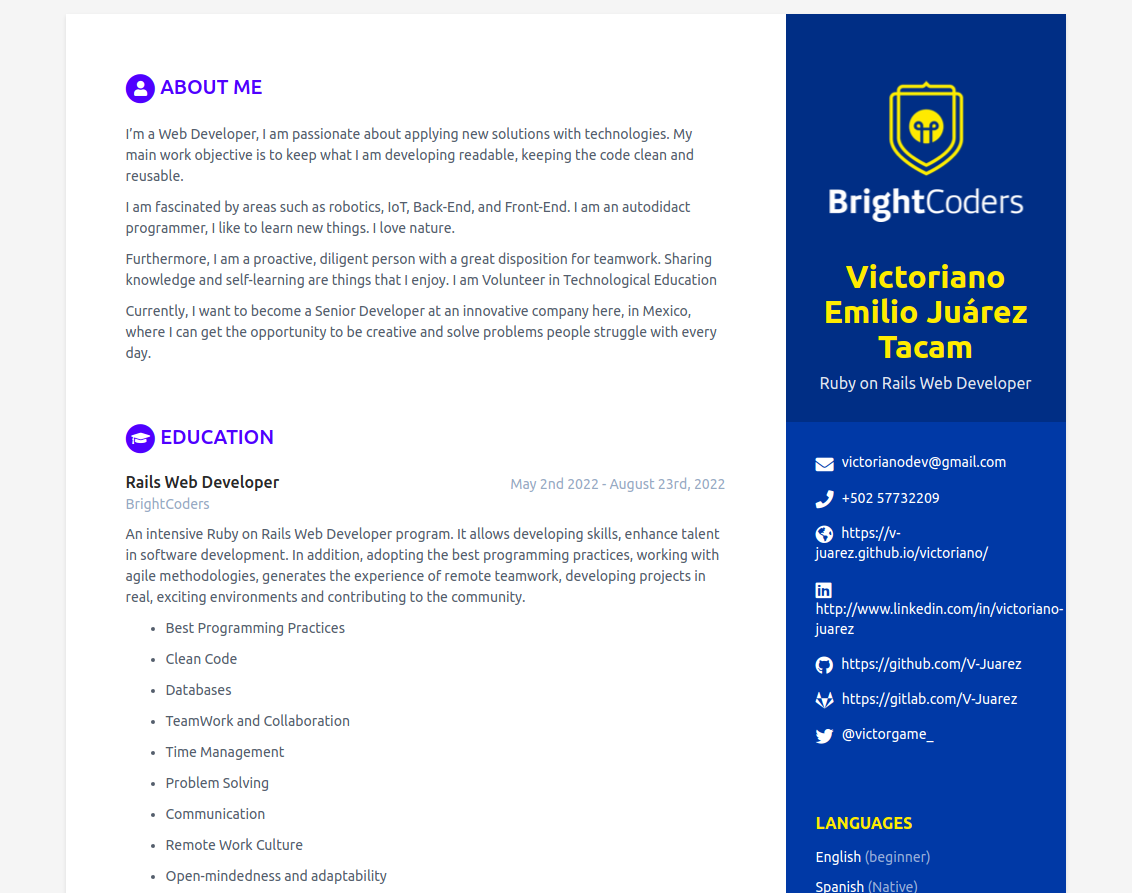 ABOUT ME
I’m a Web Developer, I am passionate about applying new solutions with technologies. My
main work objective is to keep what I am developing readable, keeping the code clean and
reusable.
I am fascinated by areas such as robotics, IoT, Back-End, and Front-End. I am an autodidact
programmer, I like to learn new things. I love nature.
Furthermore, I am a proactive, diligent person with a great disposition for teamwork. Sharing
knowledge and self-learning are things that I enjoy. I am Volunteer in Technological Education
Currently, I want to become a Senior Developer at an innovative company here, in Mexico,
where I can get the opportunity to be creative and solve problems people struggle with every
day.
EDUCATION
Rails Web Developer
May 2nd 2022 - August 23rd, 2022
BrightCoders
An intensive Ruby on Rails Web Developer program. It allows developing skills, enhance talent
in software development. In addition, adopting the best programming practices, working with
agile methodologies, generates the experience of remote teamwork, developing projects in
real, exciting environments and contributing to the community.
• Best Programming Practices
• Clean Code
• Databases
• TeamWork and Collaboration
• Time Management
• Problem Solving
• Communication
• Remote Work Culture
• Open-mindedness and adaptability
BrightCoders
Victoriano
Emilio Juárez
Tacam
Ruby on Rails Web Developer
victorianodev@gmail.com
+502 57732209
https://v-
juarez.github.io/victoriano/
http://www.linkedin.com/in/victoriano-
juarez
https://github.com/V-Juarez
https://gitlab.com/V-Juarez
@victorgame_
LANGUAGES
English (beginner)
Spanish (Native)